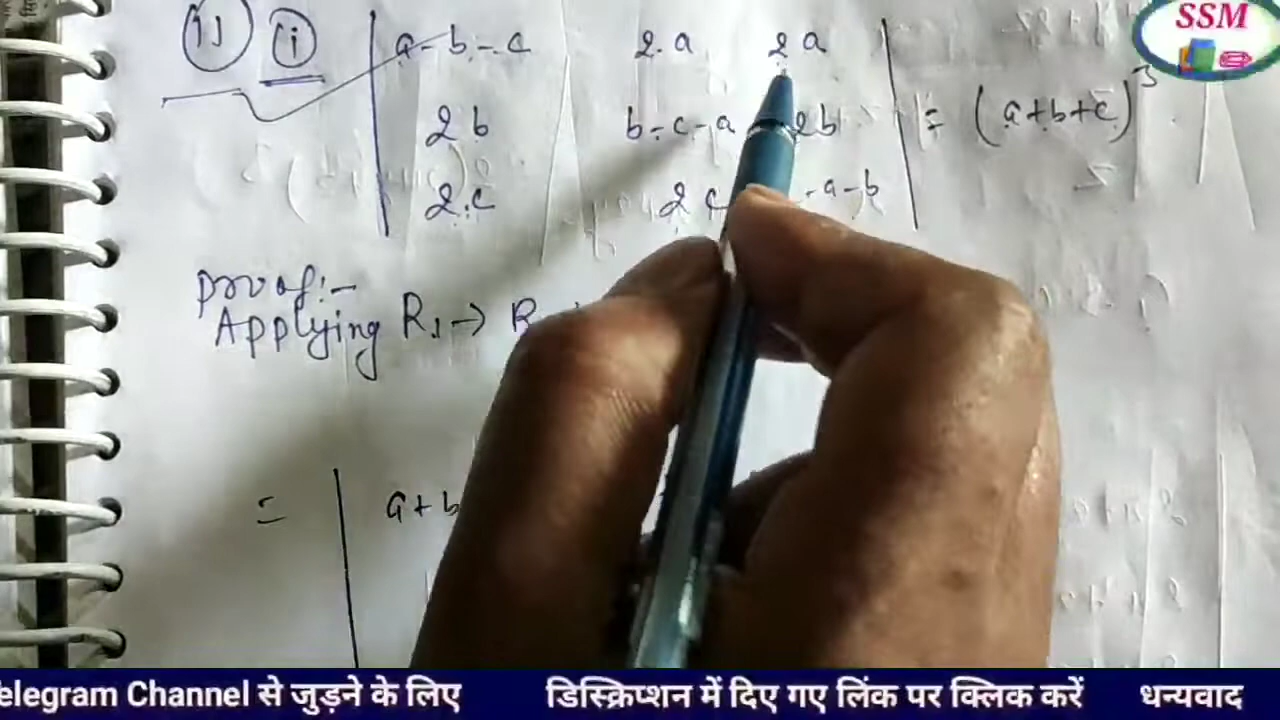 11) (i) | a-b-c 2a 2a |
| 2b b-c-a 2b | = (a+b+c)³
| 2c 2c -a-b |
Proof:-
Applying R₁ → R
= | a+b
SSM
Telegram Channel से जुड़ने के लिए डिस्क्रिप्शन में दिए गए लिंक पर क्लिक करें धन्यवाद